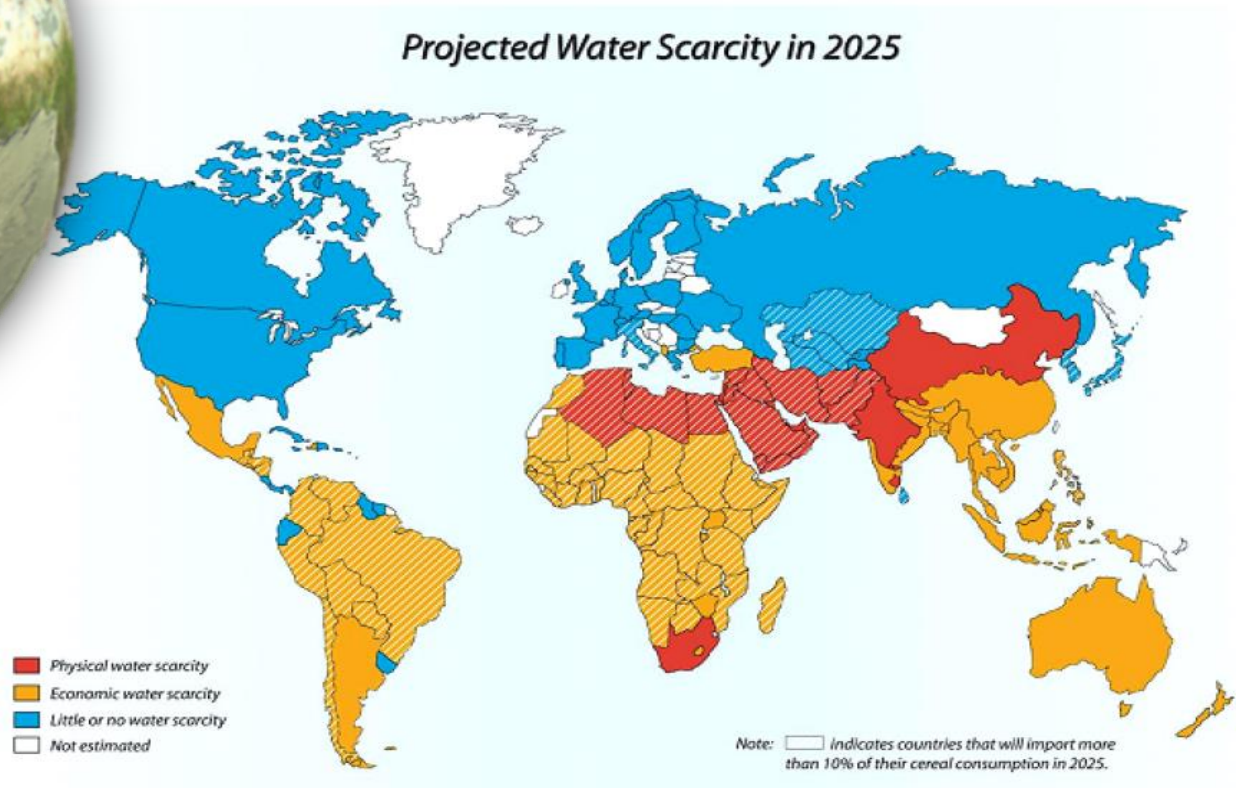 Projected Water Scarcity in 2025
Physical water scarcity
Economic water scarcity
Little or no water scarcity
Not estimated
Note: indicates countries that will import more
than 10% of their cereal consumption in 2025.